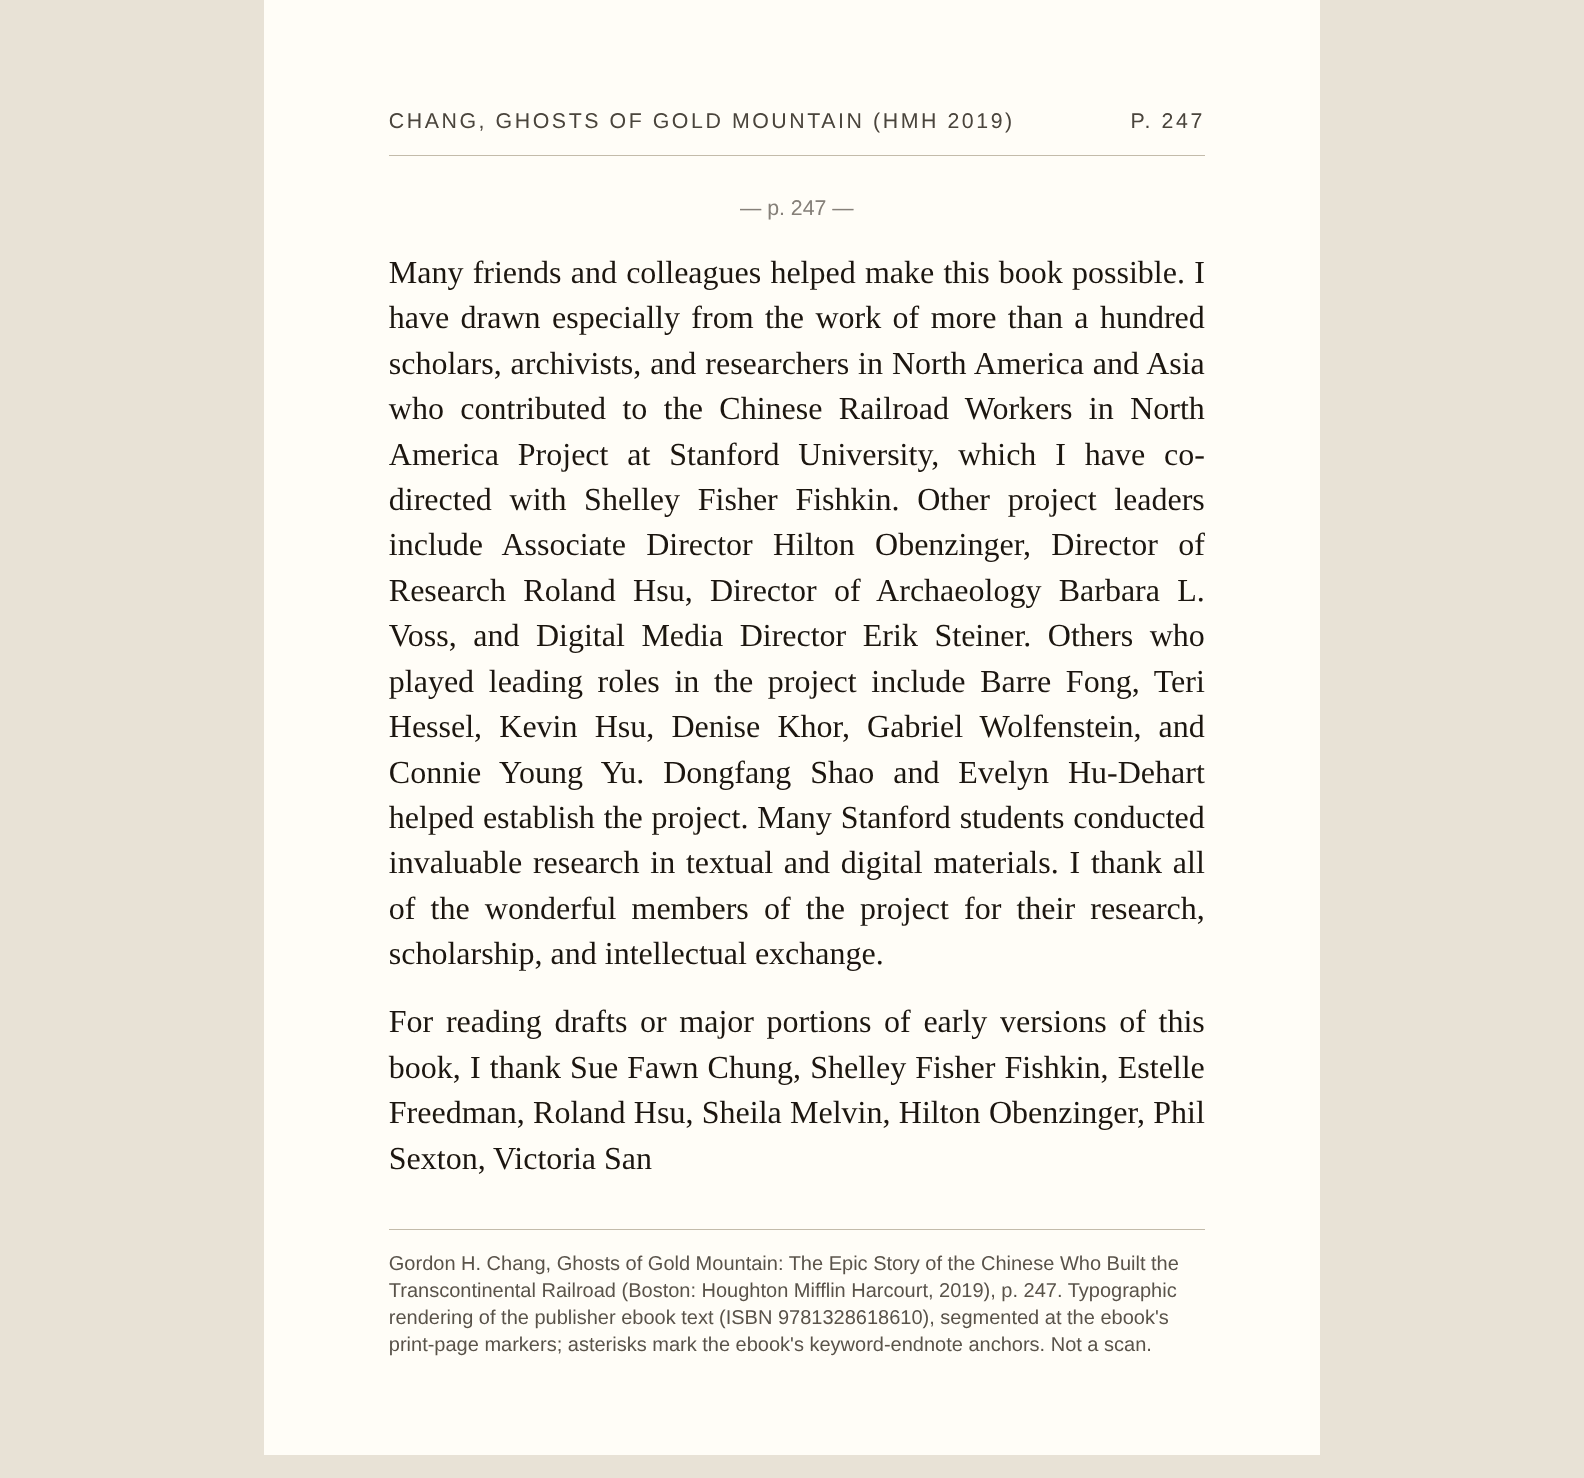 CHANG, GHOSTS OF GOLD MOUNTAIN (HMH 2019) P. 247
— p. 247 —
Many friends and colleagues helped make this book possible. I
have drawn especially from the work of more than a hundred
scholars, archivists, and researchers in North America and Asia
who contributed to the Chinese Railroad Workers in North
America Project at Stanford University, which I have co-
directed with Shelley Fisher Fishkin. Other project leaders
include Associate Director Hilton Obenzinger, Director of
Research Roland Hsu, Director of Archaeology Barbara L.
Voss, and Digital Media Director Erik Steiner. Others who
played leading roles in the project include Barre Fong, Teri
Hessel, Kevin Hsu, Denise Khor, Gabriel Wolfenstein, and
Connie Young Yu. Dongfang Shao and Evelyn Hu-Dehart
helped establish the project. Many Stanford students conducted
invaluable research in textual and digital materials. I thank all
of the wonderful members of the project for their research,
scholarship, and intellectual exchange.
For reading drafts or major portions of early versions of this
book, I thank Sue Fawn Chung, Shelley Fisher Fishkin, Estelle
Freedman, Roland Hsu, Sheila Melvin, Hilton Obenzinger, Phil
Sexton, Victoria San
Gordon H. Chang, Ghosts of Gold Mountain: The Epic Story of the Chinese Who Built the
Transcontinental Railroad (Boston: Houghton Mifflin Harcourt, 2019), p. 247. Typographic
rendering of the publisher ebook text (ISBN 9781328618610), segmented at the ebook's
print-page markers; asterisks mark the ebook's keyword-endnote anchors. Not a scan.